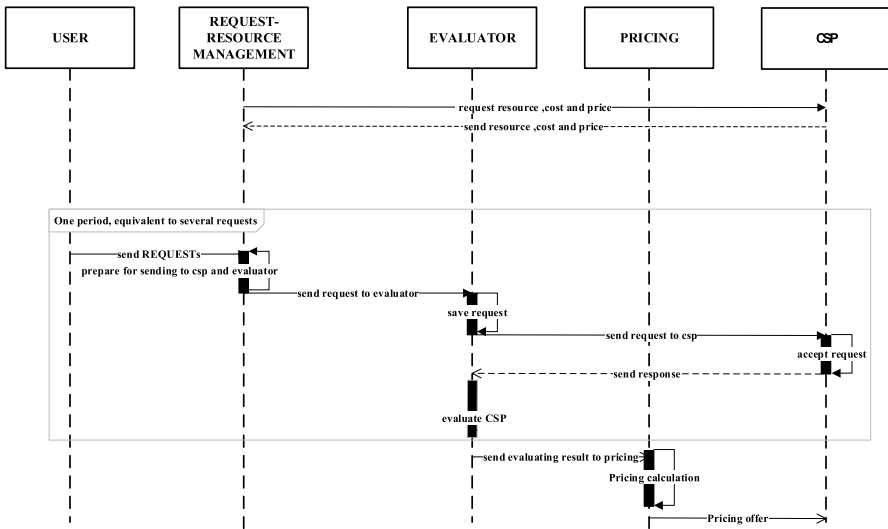 USER
REQUEST-
RESOURCE
MANAGEMENT
EVALUATOR
PRICING
CSP
request resource ,cost and price
send resource ,cost and price
One period, equivalent to several requests
send REQUESTs
prepare for sending to csp and evaluator
send request to evaluator
save request
send request to csp
accept request
send response
evaluate CSP
send evaluating result to pricing
Pricing calculation
Pricing offer